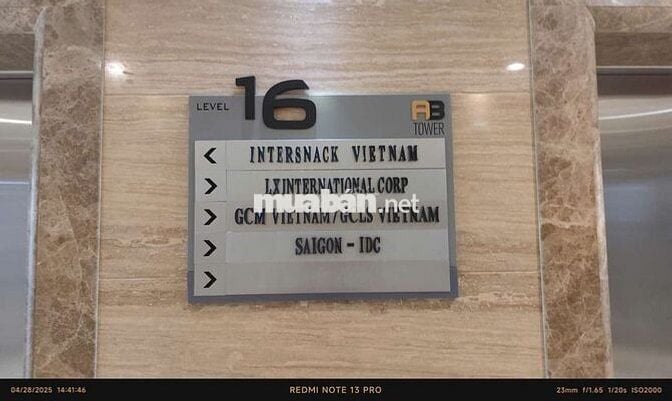 LEVEL 16
AB
TOWER
< INTERSNACK VIETNAM
> LX INTERNATIONAL CORP
> GCM VIETNAM/GCLS VIETNAM
> SAIGON - IDC
>
muaban.net
04/28/2025 14:41:46 REDMI NOTE 13 PRO 23mm f/1.65 1/20s ISO2000